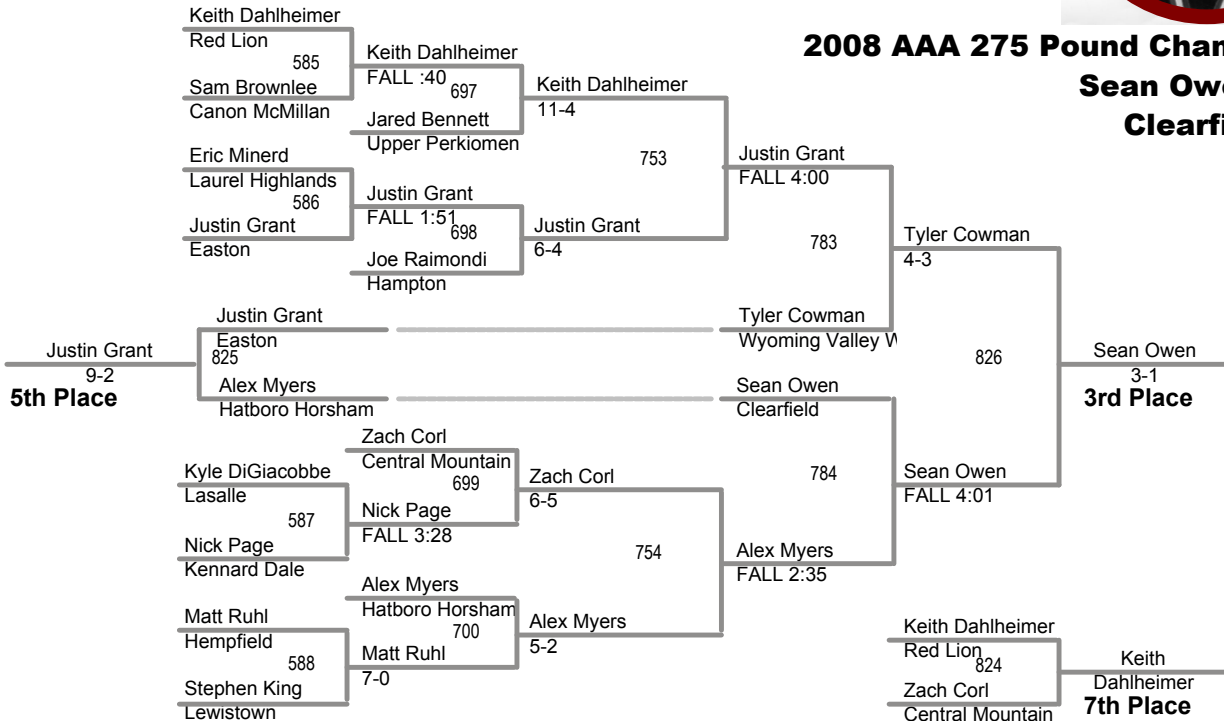 2008 AAA 275 Pound
Sean
Keith Dahlheimer
Red Lion
585
Sam Brownlee
Canon McMillan
Keith Dahlheimer
FALL :40
697
Jared Bennett
Upper Perkiomen
Keith Dahlheimer
11-4
Eric Minerd
Laurel Highlands
586
Justin Grant
Easton
Justin Grant
FALL 1:51
698
Joe Raimondi
Hampton
Justin Grant
6-4
753
Justin Grant
FALL 4:00
783
Tyler Cowman
Wyoming Valley
Tyler Cowman
4-3
Justin Grant
Easton
825
Alex Myers
Hatboro Horsham
Justin Grant
9-2
5th Place
Sean Owen
Clearfield
784
Sean Owen
FALL 4:01
826
Sean Owen
3-1
3rd Place
Zach Corl
Central Mountain
699
Kyle DiGiacobbe
Lasalle
587
Nick Page
Kennard Dale
Nick Page
FALL 3:28
Zach Corl
6-5
754
Alex Myers
FALL 2:35
Alex Myers
Hatboro Horsham
700
Matt Ruhl
Hempfield
588
Stephen King
Lewistown
Matt Ruhl
7-0
Alex Myers
5-2
Keith Dahlheimer
Red Lion
824
Zach Corl
Central Mountain
Keith
Dahlheimer
7th Place